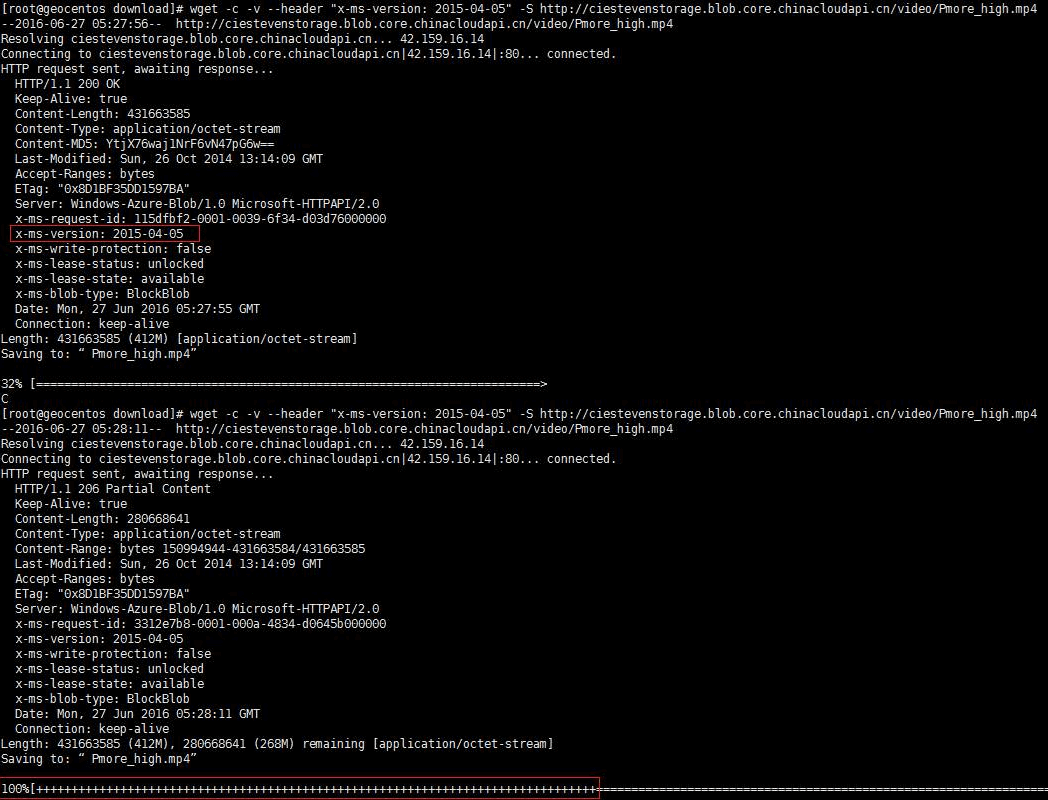 [root@geocentos download]# wget -c -v --header "x-ms-version: 2015-04-05" -S http://ciestevenstorage.blob.core.chinacloudapi.cn/video/Pmore_high.mp4
--2016-06-27 05:27:56--  http://ciestevenstorage.blob.core.chinacloudapi.cn/video/Pmore_high.mp4
Resolving ciestevenstorage.blob.core.chinacloudapi.cn... 42.159.16.14
Connecting to ciestevenstorage.blob.core.chinacloudapi.cn|42.159.16.14|:80... connected.
HTTP request sent, awaiting response...
  HTTP/1.1 200 OK
  Keep-Alive: true
  Content-Length: 431663585
  Content-Type: application/octet-stream
  Content-MD5: YtjX76waj1NrF6vN47pG6w==
  Last-Modified: Sun, 26 Oct 2014 13:14:09 GMT
  Accept-Ranges: bytes
  ETag: "0x8D1BF35DD1597BA"
  Server: Windows-Azure-Blob/1.0 Microsoft-HTTPAPI/2.0
  x-ms-request-id: 115dfbf2-0001-0039-6f34-d03d76000000
  x-ms-version: 2015-04-05
  x-ms-write-protection: false
  x-ms-lease-status: unlocked
  x-ms-lease-state: available
  x-ms-blob-type: BlockBlob
  Date: Mon, 27 Jun 2016 05:27:55 GMT
  Connection: keep-alive
Length: 431663585 (412M) [application/octet-stream]
Saving to: “ Pmore_high.mp4”
32% [========================================================================>
C
[root@geocentos download]# wget -c -v --header "x-ms-version: 2015-04-05" -S http://ciestevenstorage.blob.core.chinacloudapi.cn/video/Pmore_high.mp4
--2016-06-27 05:28:11--  http://ciestevenstorage.blob.core.chinacloudapi.cn/video/Pmore_high.mp4
Resolving ciestevenstorage.blob.core.chinacloudapi.cn... 42.159.16.14
Connecting to ciestevenstorage.blob.core.chinacloudapi.cn|42.159.16.14|:80... connected.
HTTP request sent, awaiting response...
  HTTP/1.1 206 Partial Content
  Keep-Alive: true
  Content-Length: 280668641
  Content-Type: application/octet-stream
  Content-Range: bytes 150994944-431663584/431663585
  Last-Modified: Sun, 26 Oct 2014 13:14:09 GMT
  Accept-Ranges: bytes
  ETag: "0x8D1BF35DD1597BA"
  Server: Windows-Azure-Blob/1.0 Microsoft-HTTPAPI/2.0
  x-ms-request-id: 3312e7b8-0001-000a-4834-d0645b000000
  x-ms-version: 2015-04-05
  x-ms-write-protection: false
  x-ms-lease-status: unlocked
  x-ms-lease-state: available
  x-ms-blob-type: BlockBlob
  Date: Mon, 27 Jun 2016 05:28:11 GMT
  Connection: keep-alive
Length: 431663585 (412M), 280668641 (268M) remaining [application/octet-stream]
Saving to: “ Pmore_high.mp4”
100%[++++++++++++++++++++++++++++++++++++++++++++++++++++++++++++++++++++++++++++++++================================================================